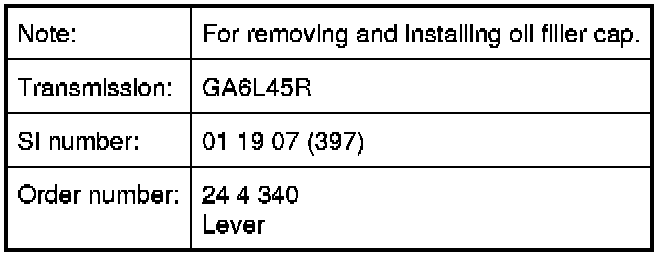 Note: For removing and installing oil filler cap.
Transmission: GA6L45R
SI number: 01 19 07 (397)
Order number: 24 4 340
Lever